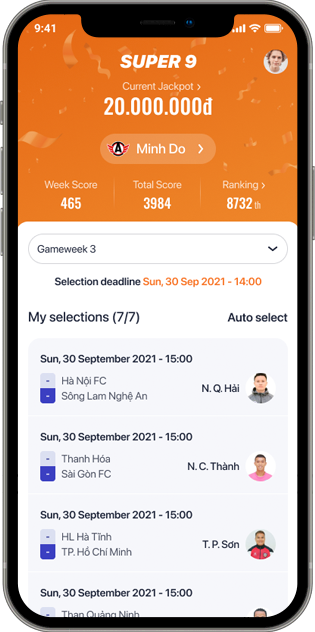 9:41
SUPER 9
Current Jackpot
20.000.000đ
Minh Do
Week Score Total Score Ranking
465 3984 8732 th
Gameweek 3
Selection deadline Sun, 30 Sep 2021 - 14:00
My selections (7/7) Auto select
Sun, 30 September 2021 - 15:00
- Hà Nội FC
- Sông Lam Nghệ An
N. Q. Hải
Sun, 30 September 2021 - 15:00
- Thanh Hóa
- Sài Gòn FC
N. C. Thành
Sun, 30 September 2021 - 15:00
- HL Hà Tĩnh
- TP. Hồ Chí Minh
T. P. Sơn
Sun, 30 September 2021 - 15:00
- Than Quảng Ninh